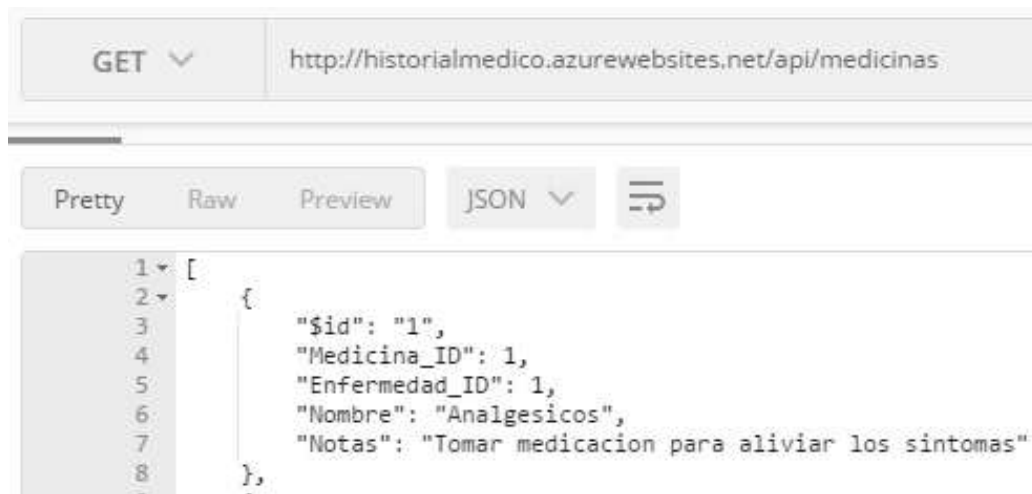 GET http://historialmedico.azurewebsites.net/api/medicinas
Pretty Raw Preview JSON
1 [
2 {
3 "$id": "1",
4 "Medicina_ID": 1,
5 "Enfermedad_ID": 1,
6 "Nombre": "Analgesicos",
7 "Notas": "Tomar medicacion para aliviar los sintomas"
8 },